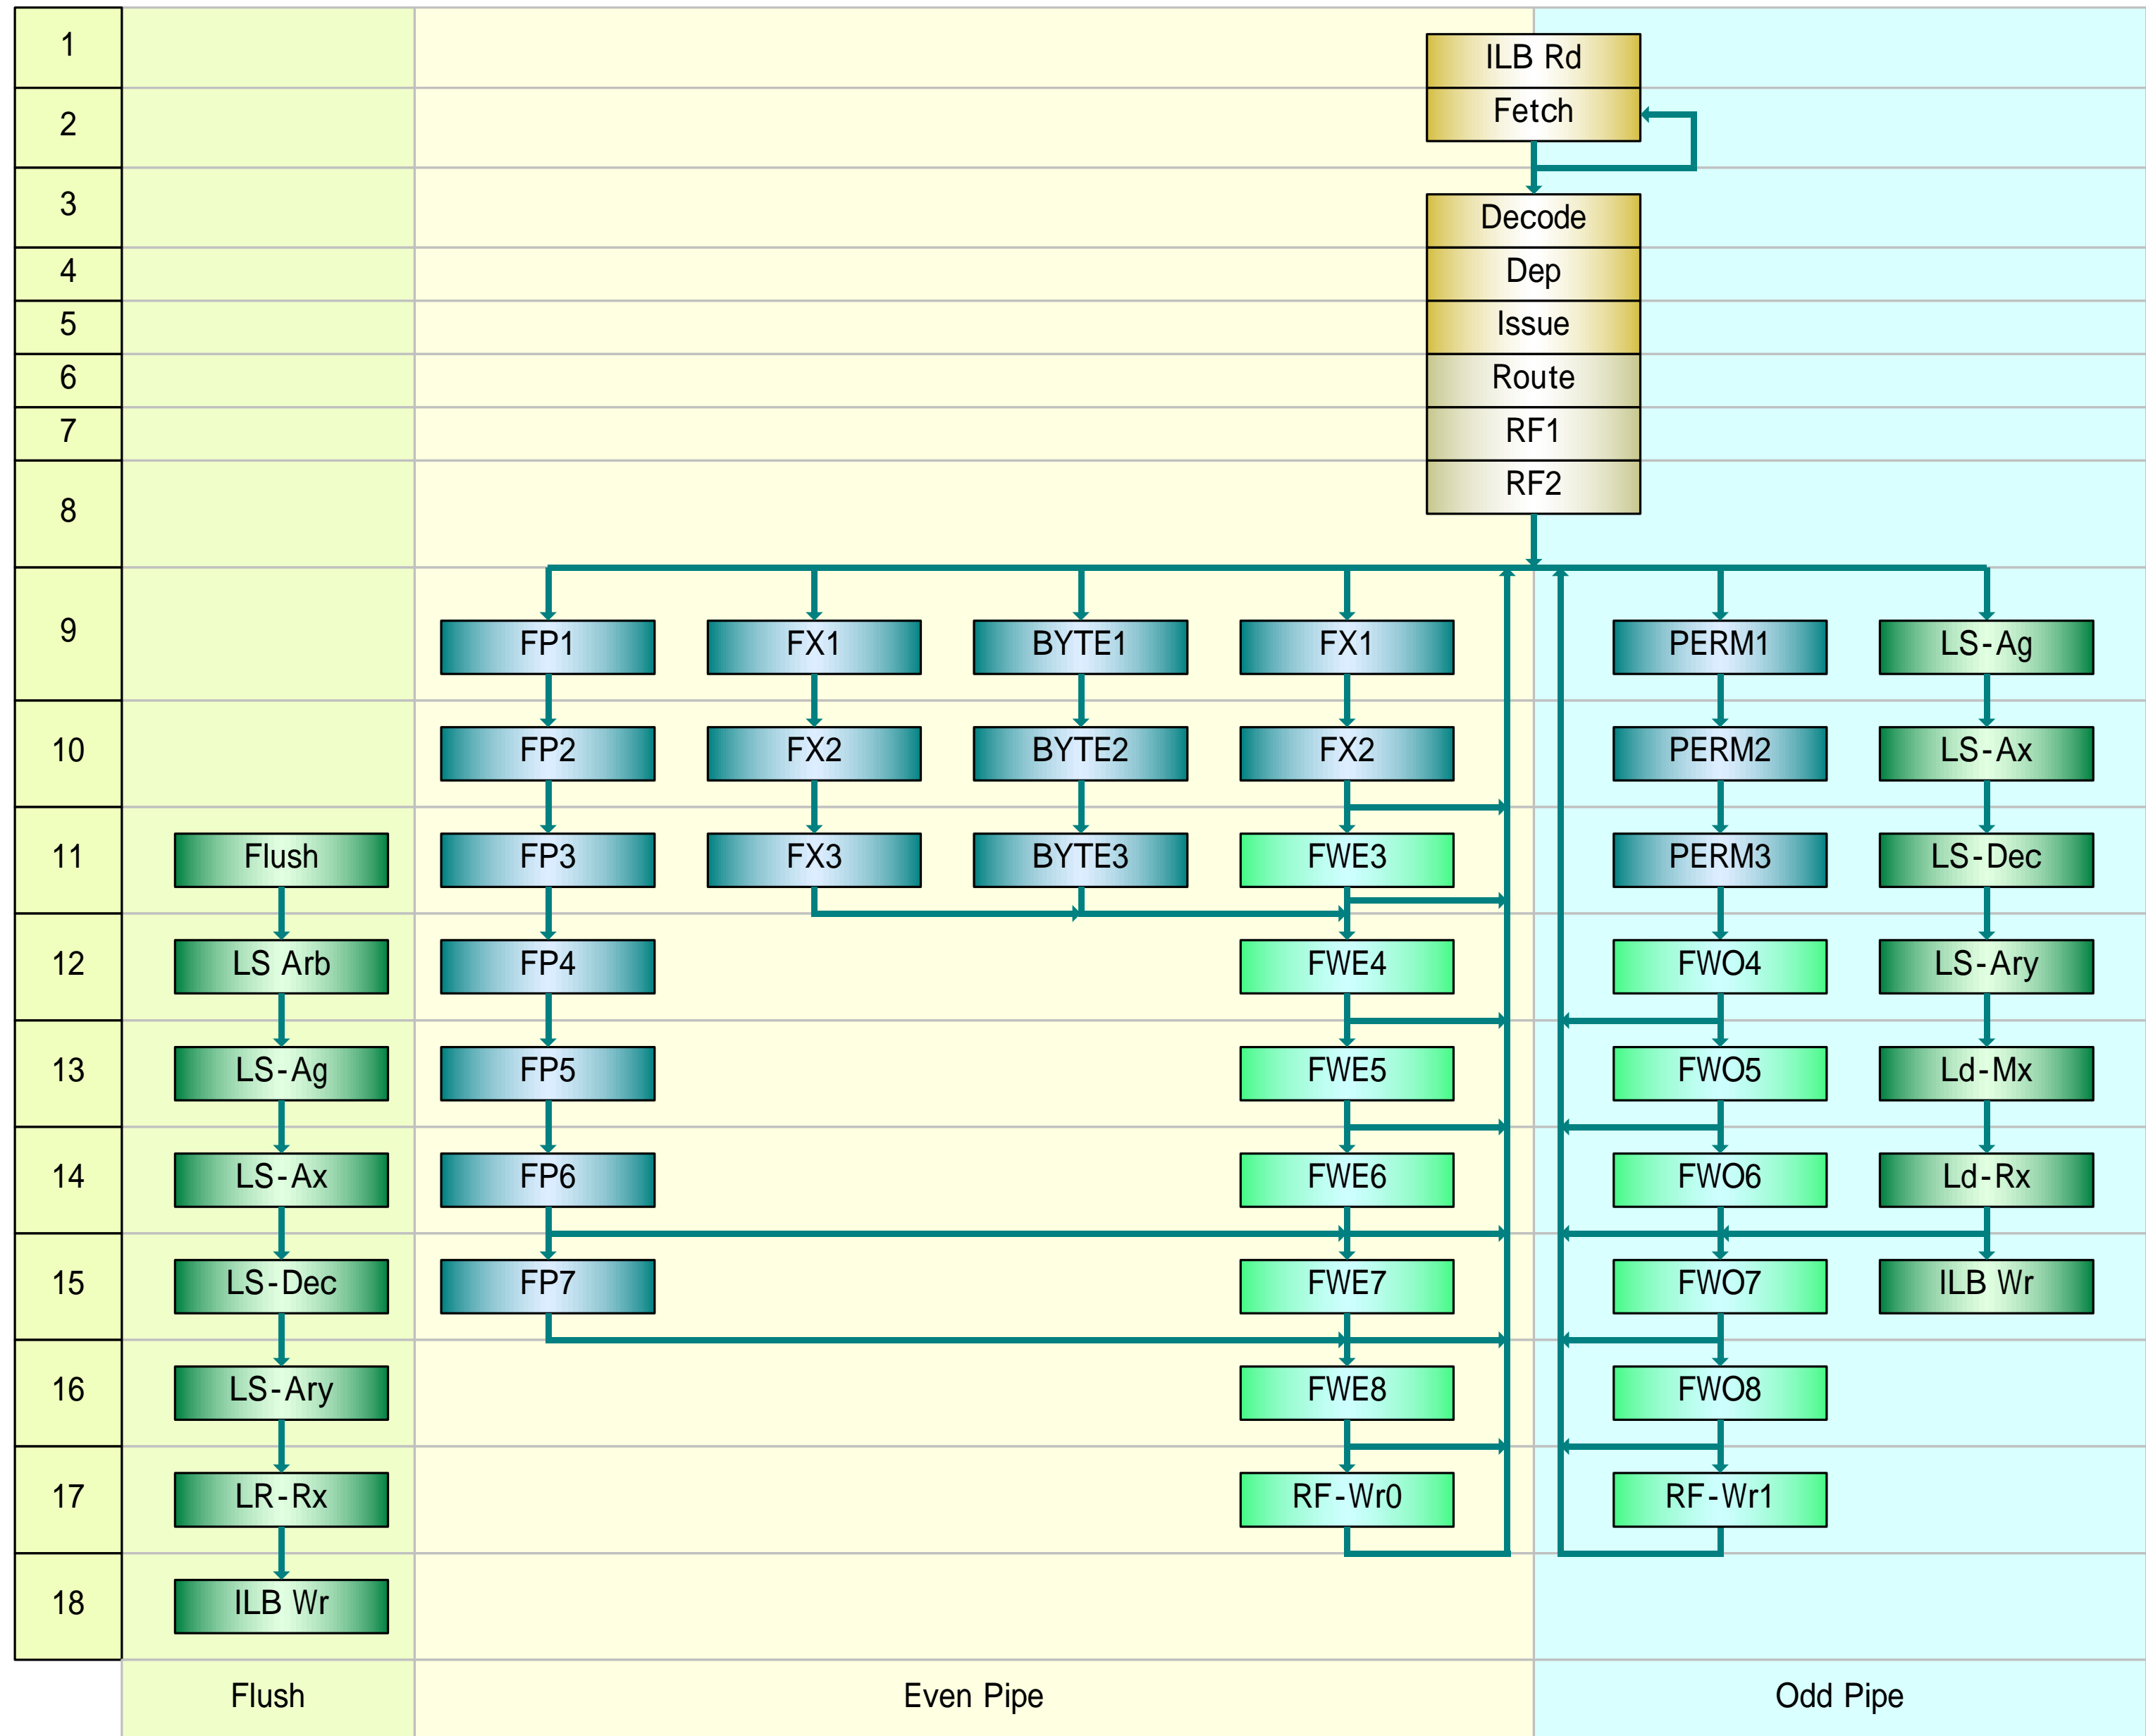 1
ILB Rd
2
Fetch
3
Decode
4
Dep
5
Issue
6
Route
7
RF1
8
RF2
9
FP1
FX1
BYTE1
FX1
PERM1
LS-Ag
10
FP2
FX2
BYTE2
FX2
PERM2
LS-Ax
11
Flush
FP3
FX3
BYTE3
FWE3
PERM3
LS-Dec
12
LS Arb
FP4
FWE4
FWO4
LS-Ary
13
LS-Ag
FP5
FWE5
FWO5
Ld-Mx
14
LS-Ax
FP6
FWE6
FWO6
Ld-Rx
15
LS-Dec
FP7
FWE7
FWO7
ILB Wr
16
LS-Ary
FWE8
FWO8
17
LR-Rx
RF-Wr0
RF-Wr1
18
ILB Wr
Flush
Even Pipe
Odd Pipe